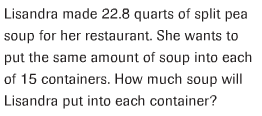 Lisandra made 22.8 quarts of split pea
soup for her restaurant. She wants to
put the same amount of soup into each
of 15 containers. How much soup will
Lisandra put into each container?